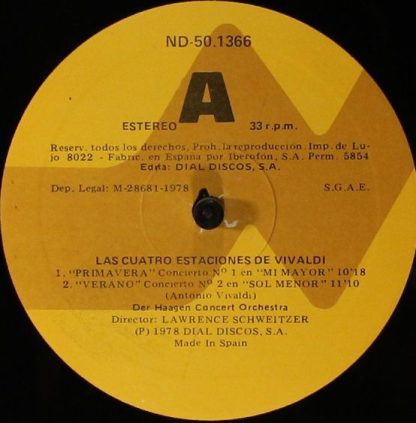 ND-50.1366
A
ESTEREO 33 r.p.m.
Reserv. todos los derechos. Proh. la reproduccion. Imp. de Lu-
jo 8022 - Fabric. en España por Iberofon, S.A. Perm. 5854
Edita: DIAL DISCOS, S.A.
Dep. Legal: M-28681-1978 S.G.A.E.
LAS CUATRO ESTACIONES DE VIVALDI
1. "PRIMAVERA" Concierto Nº 1 en "MI MAYOR" 10'18
2. "VERANO" Concierto Nº 2 en "SOL MENOR" 11'10
(Antonio Vivaldi)
Der Haagen Concert Orchestra
Director: LAWRENCE SCHWEITZER
(P) 1978 DIAL DISCOS, S.A.
Made In Spain